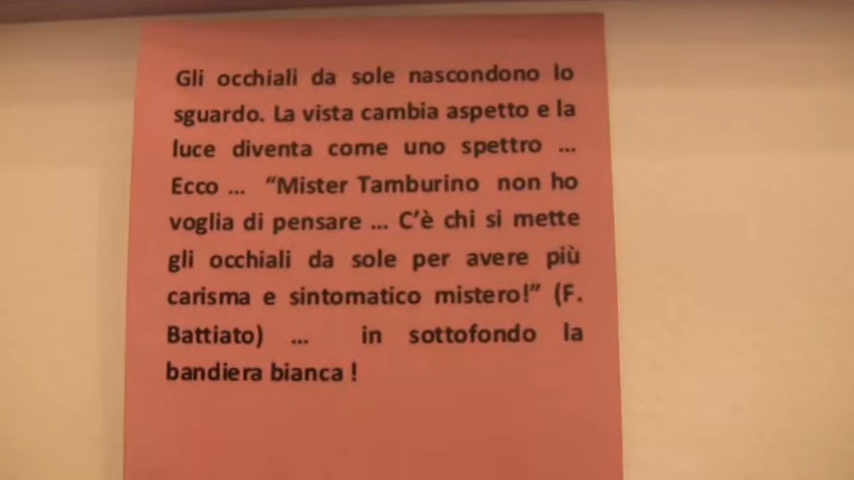 Gli occhiali da sole nascondono lo
sguardo. La vista cambia aspetto e la
luce diventa come uno spettro ...
Ecco ... “Mister Tamburino non ho
voglia di pensare ... C’è chi si mette
gli occhiali da sole per avere più
carisma e sintomatico mistero!” (F.
Battiato) ... in sottofondo la
bandiera bianca !